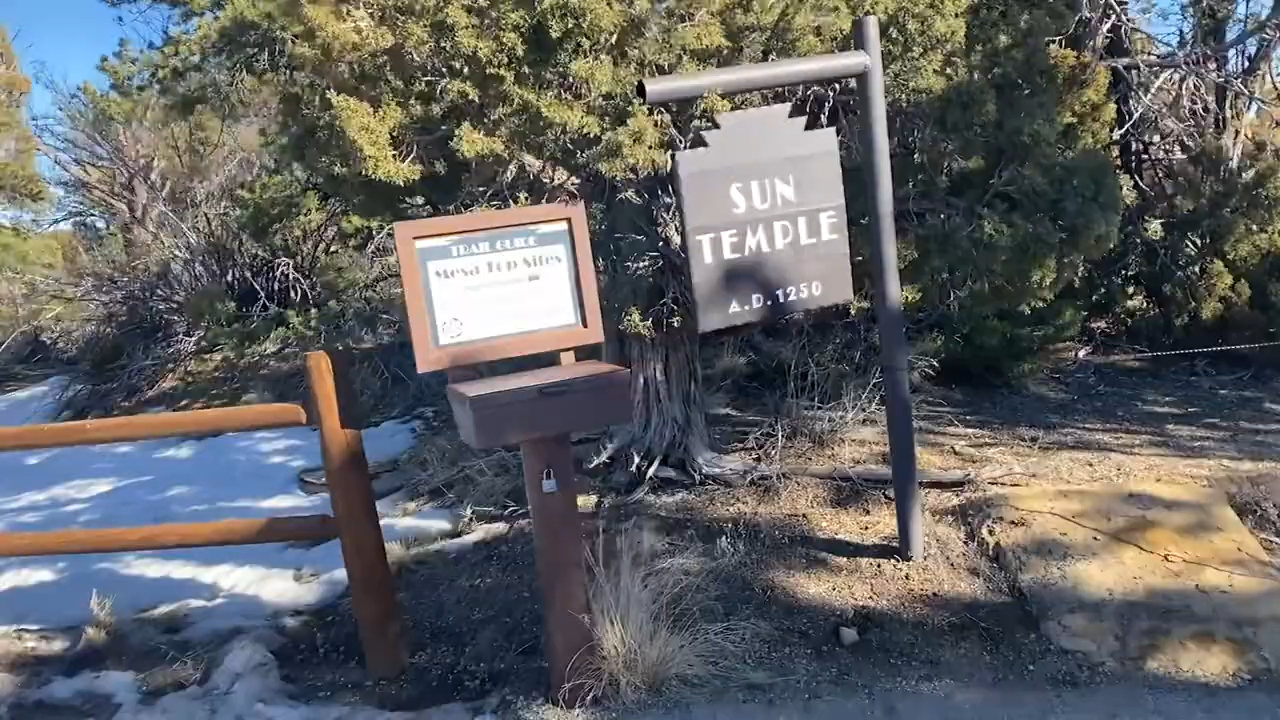 TRAIL GUIDE
Mesa Top Sites
SUN
TEMPLE
A.D. 1250